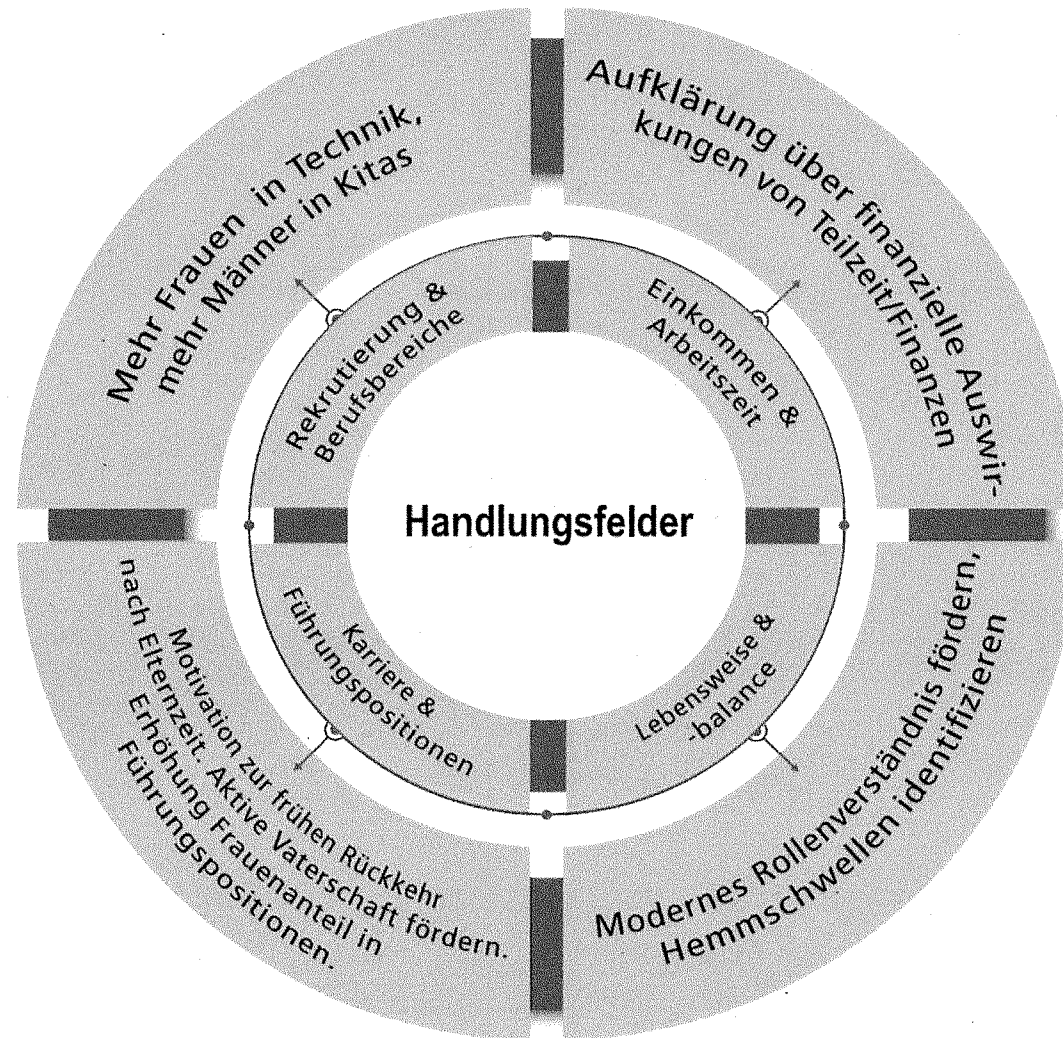 Mehr Frauen in Technik,
mehr Männer in Kitas
Aufklärung über finanzielle Auswir-
kungen von Teilzeit/Finanzen
Rekrutierung &
Berufsbereiche
Einkommen &
Arbeitszeit
Handlungsfelder
Karriere &
Führungspositionen
Lebensweise &
-balance
Motivation zur frühen Rückkehr
nach Elternzeit. Aktive Vaterschaft fördern.
Erhöhung Frauenanteil in
Führungspositionen.
Modernes Rollenverständnis fördern,
Hemmschwellen identifizieren